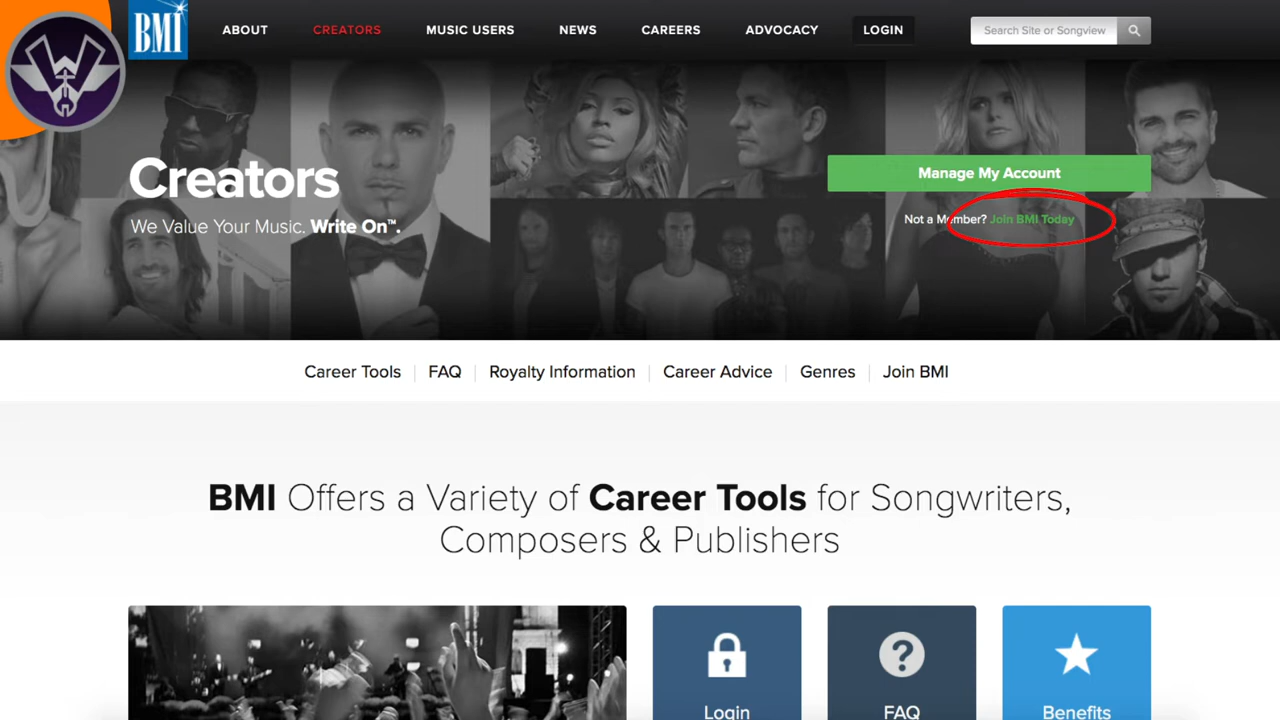 BMI
ABOUT
CREATORS
MUSIC USERS
NEWS
CAREERS
ADVOCACY
LOGIN
Search Site or Songview
Creators
We Value Your Music. Write On™.
Manage My Account
Not a Member? Join BMI Today
Career Tools
FAQ
Royalty Information
Career Advice
Genres
Join BMI
BMI Offers a Variety of Career Tools for Songwriters,
Composers & Publishers
Login
FAQ
Benefits